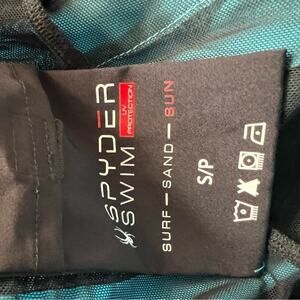 SPYDER
SWIM
UV
PROTECTION
SURF — SAND — SUN
S/P